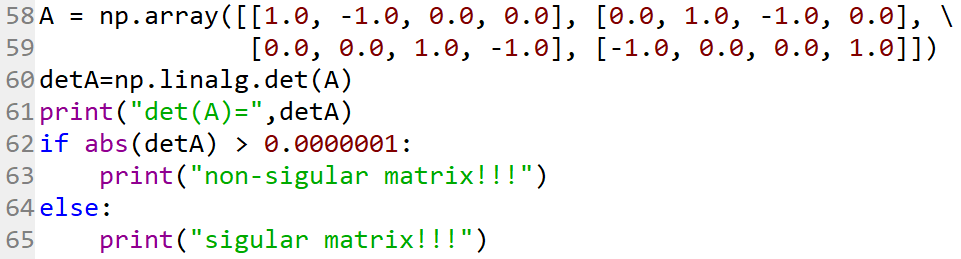 58 A = np.array([[1.0, -1.0, 0.0, 0.0], [0.0, 1.0, -1.0, 0.0], \
59               [0.0, 0.0, 1.0, -1.0], [-1.0, 0.0, 0.0, 1.0]])
60 detA=np.linalg.det(A)
61 print("det(A)=",detA)
62 if abs(detA) > 0.0000001:
63     print("non-sigular matrix!!!")
64 else:
65     print("sigular matrix!!!")